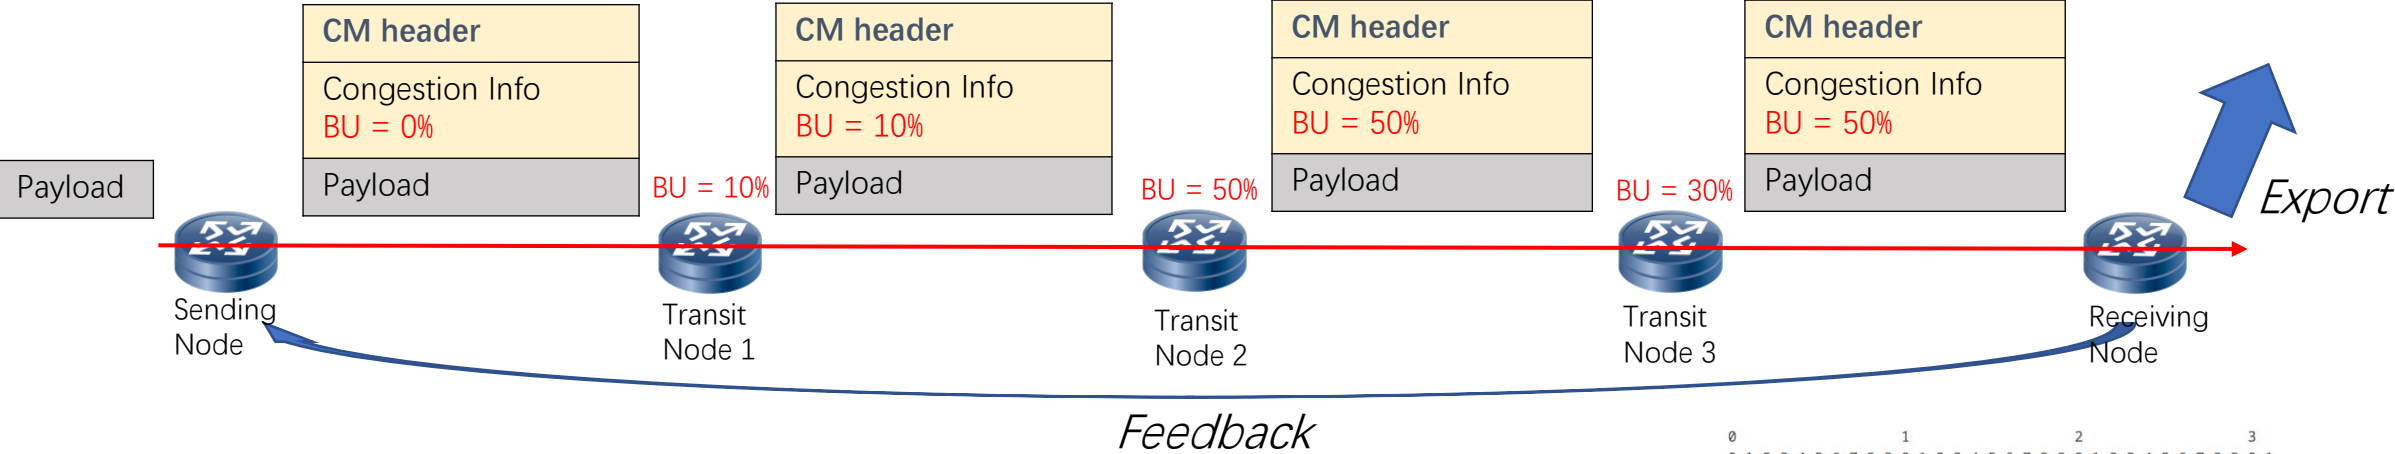 Payload
CM header
Congestion Info
BU = 0%
Payload
BU = 10%
CM header
Congestion Info
BU = 10%
Payload
BU = 50%
CM header
Congestion Info
BU = 50%
Payload
BU = 30%
CM header
Congestion Info
BU = 50%
Payload
Export
Sending
Node
Transit
Node 1
Transit
Node 2
Transit
Node 3
Receiving
Node
Feedback
0 1 2 3